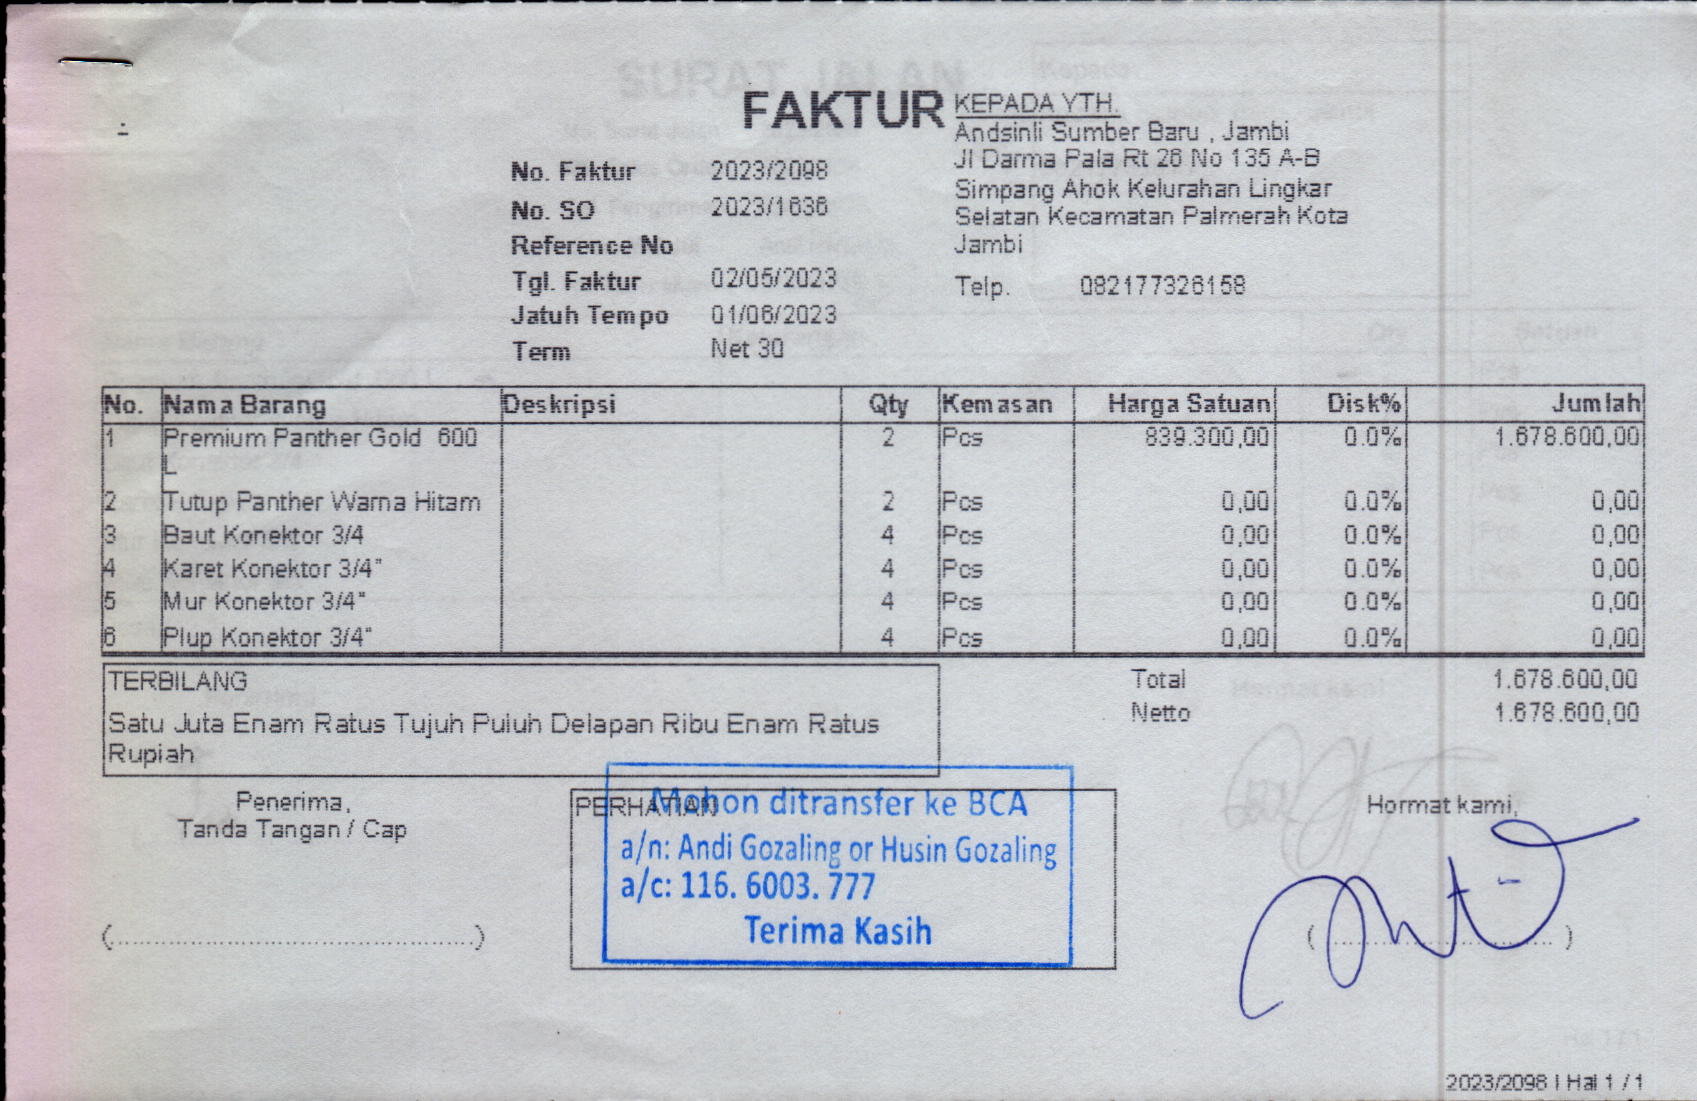 FAKTUR
KEPADA YTH.
Andsinli Sumber Baru , Jambi
Jl Darma Pala Rt 26 No 135 A-B
Simpang Ahok Kelurahan Lingkar
Selatan Kecamatan Palmerah Kota
Jambi
Telp. 082177326158
No. Faktur 2023/2098
No. SO 2023/1636
Reference No
Tgl. Faktur 02/05/2023
Jatuh Tempo 01/06/2023
Term Net 30
No. Nama Barang Deskripsi Qty Kemasan Harga Satuan Disk% Jumlah
1 Premium Panther Gold 600 2 Pcs 839.300,00 0.0% 1.678.600,00
L
2 Tutup Panther Warna Hitam 2 Pcs 0,00 0.0% 0,00
3 Baut Konektor 3/4 4 Pcs 0,00 0.0% 0,00
4 Karet Konektor 3/4" 4 Pcs 0,00 0.0% 0,00
5 Mur Konektor 3/4" 4 Pcs 0,00 0.0% 0,00
6 Plup Konektor 3/4" 4 Pcs 0,00 0.0% 0,00
TERBILANG
Satu Juta Enam Ratus Tujuh Puluh Delapan Ribu Enam Ratus
Rupiah
Total 1.678.600,00
Netto 1.678.600,00
Penerima,
Tanda Tangan / Cap
(................................................)
PERHATIAN
Mohon ditransfer ke BCA
a/n: Andi Gozaling or Husin Gozaling
a/c: 116. 6003. 777
Terima Kasih
Hormat kami,
(................................)
2023/2098 | Hal 1 / 1